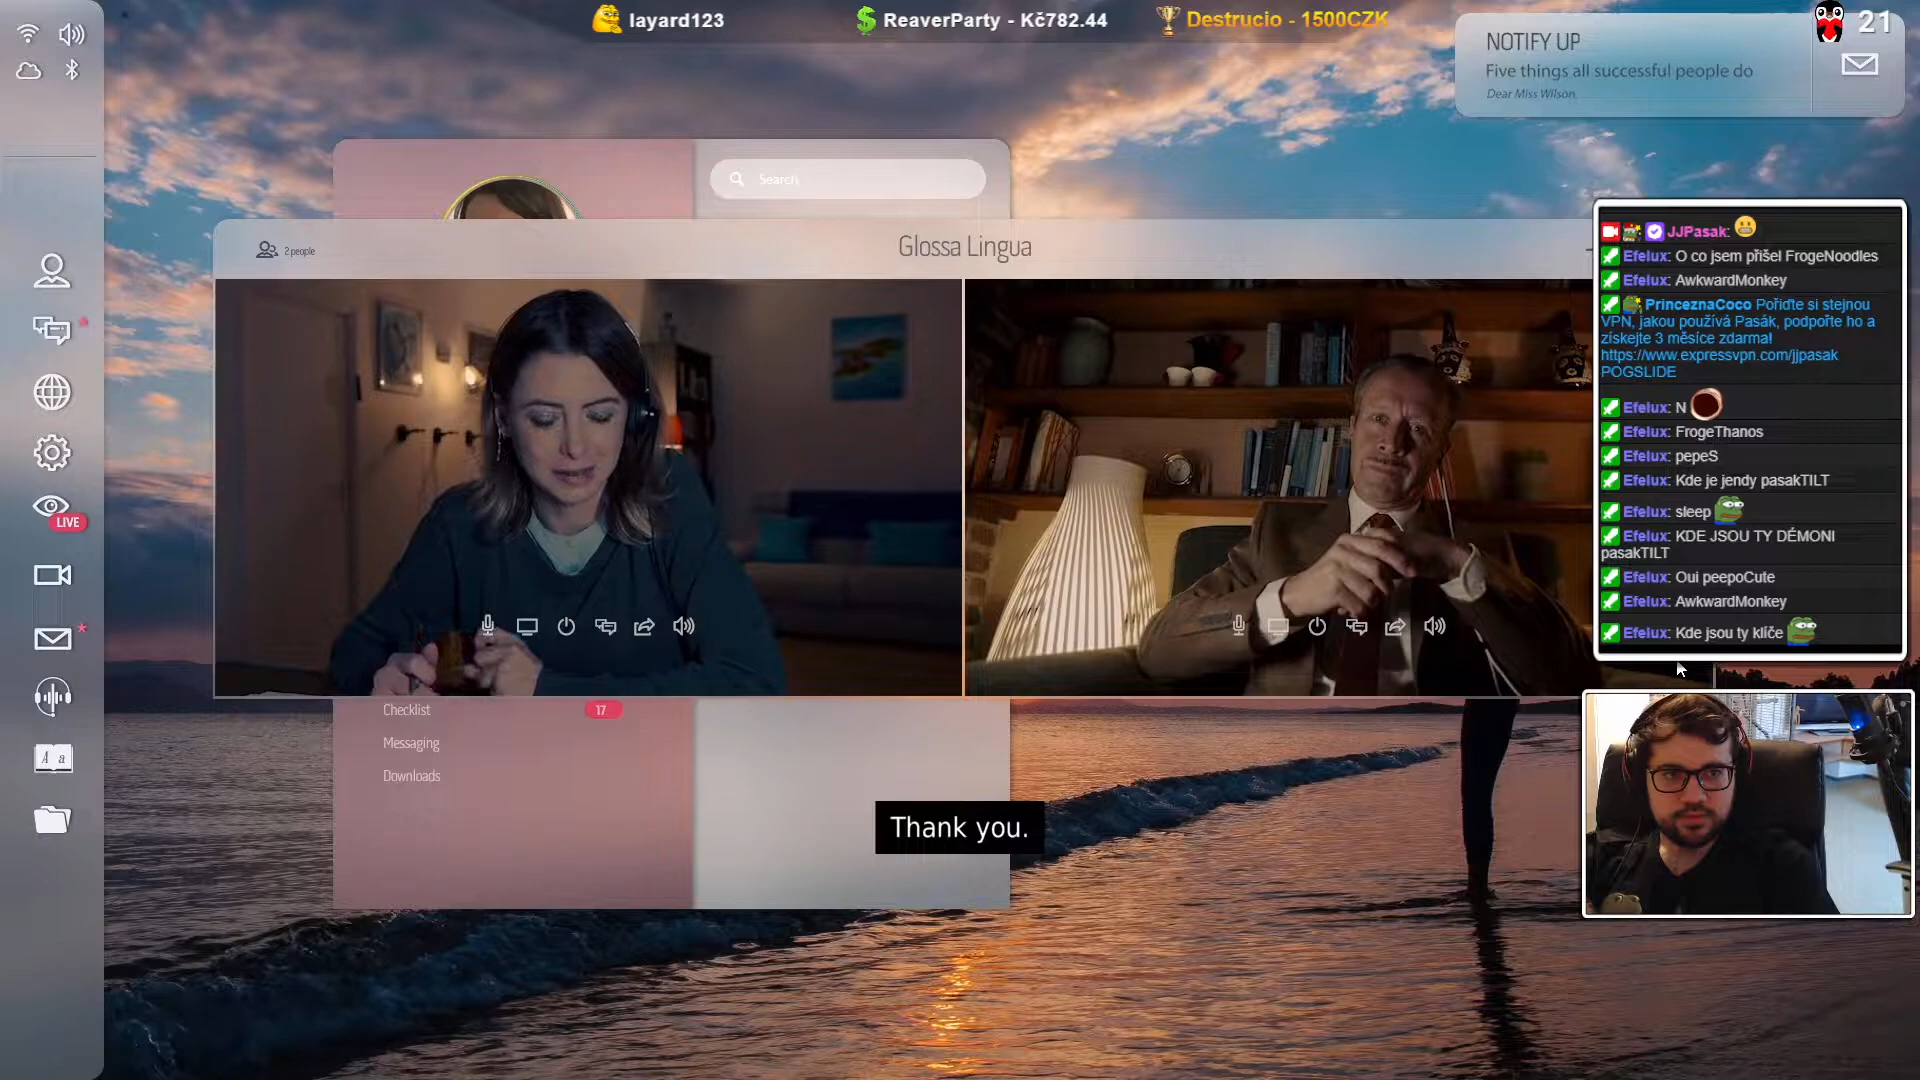 layard123
ReaverParty - Kč782.44
Destrucio - 1500CZK
21
NOTIFY UP
Five things all successful people do
Dear Miss Wilson,
Search
2 people
Glossa Lingua
LIVE
A a
JJPasak:
Efelux: O co jsem přišel FrogeNoodles
Efelux: AwkwardMonkey
PrinceznaCoco Pořiďte si stejnou
VPN, jakou používá Pasák, podpořte ho a
získejte 3 měsíce zdarma!
https://www.expressvpn.com/jjpasak
POGSLIDE
Efelux: N
Efelux: FrogeThanos
Efelux: pepeS
Efelux: Kde je jendy pasakTILT
Efelux: sleep
Efelux: KDE JSOU TY DÉMONI
pasakTILT
Efelux: Oui peepoCute
Efelux: AwkwardMonkey
Efelux: Kde jsou ty klíče
Checklist 17
Messaging
Downloads
Thank you.